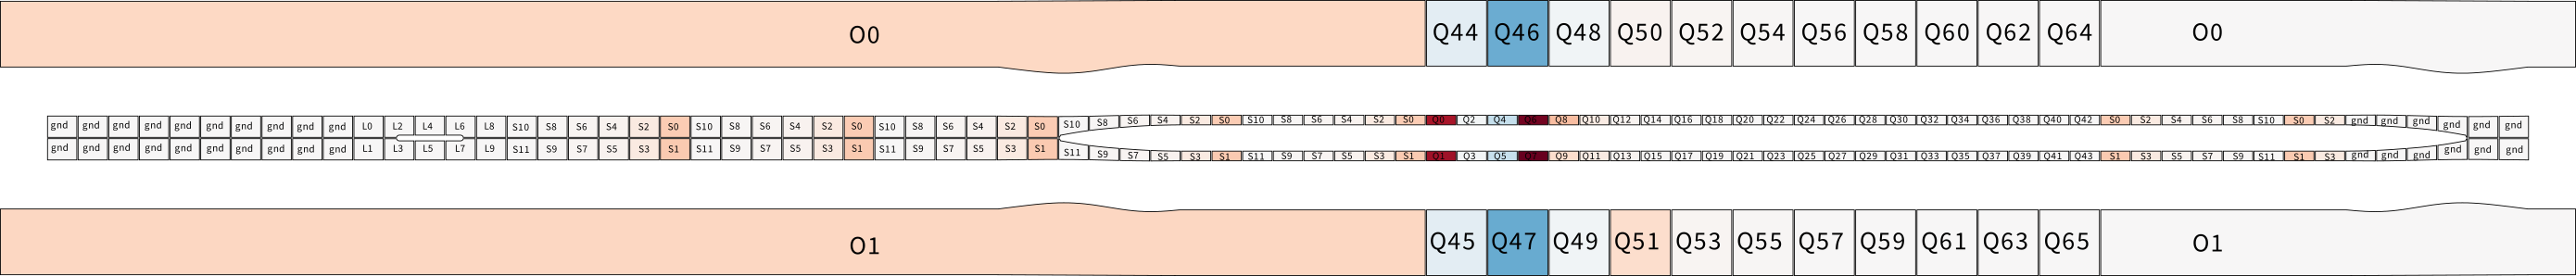 O0 Q44 Q46 Q48 Q50 Q52 Q54 Q56 Q58 Q60 Q62 Q64 O0
gnd gnd gnd gnd gnd gnd gnd gnd gnd gnd L0 L2 L4 L6 L8 S10 S8 S6 S4 S2 S0 S10 S8 S6 S4 S2 S0 S10 S8 S6 S4 S2 S0 S10 S8 S6 S4 S2 S0 S10 S8 S6 S4 S2 S0 Q0 Q2 Q4 Q6 Q8 Q10 Q12 Q14 Q16 Q18 Q20 Q22 Q24 Q26 Q28 Q30 Q32 Q34 Q36 Q38 Q40 Q42 S0 S2 S4 S6 S8 S10 S0 S2 gnd gnd gnd gnd gnd gnd
gnd gnd gnd gnd gnd gnd gnd gnd gnd gnd L1 L3 L5 L7 L9 S11 S9 S7 S5 S3 S1 S11 S9 S7 S5 S3 S1 S11 S9 S7 S5 S3 S1 S11 S9 S7 S5 S3 S1 S11 S9 S7 S5 S3 S1 Q1 Q3 Q5 Q7 Q9 Q11 Q13 Q15 Q17 Q19 Q21 Q23 Q25 Q27 Q29 Q31 Q33 Q35 Q37 Q39 Q41 Q43 S1 S3 S5 S7 S9 S11 S1 S3 gnd gnd gnd gnd gnd gnd
O1 Q45 Q47 Q49 Q51 Q53 Q55 Q57 Q59 Q61 Q63 Q65 O1